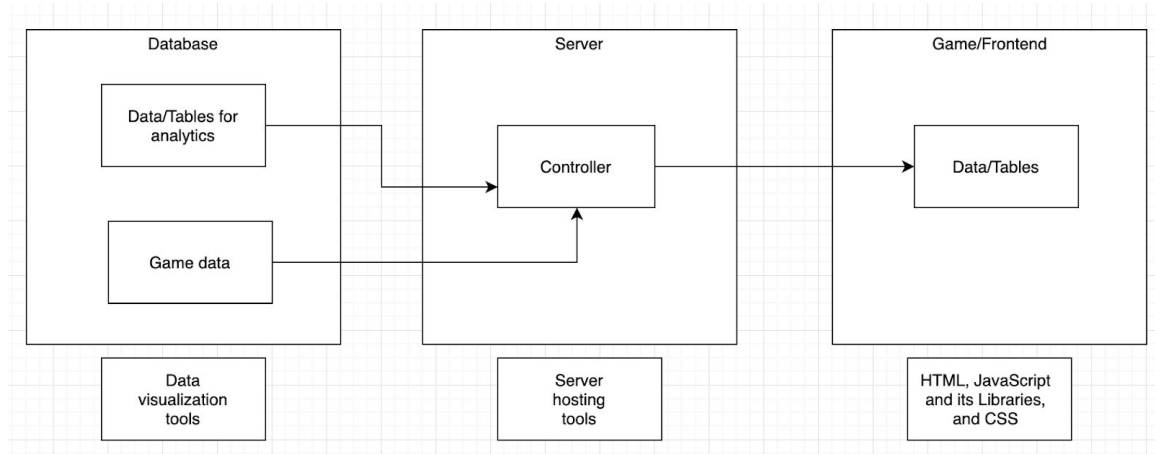 Database
Data/Tables for
analytics
Game data
Data
visualization
tools
Server
Controller
Server
hosting
tools
Game/Frontend
Data/Tables
HTML, JavaScript
and its Libraries,
and CSS